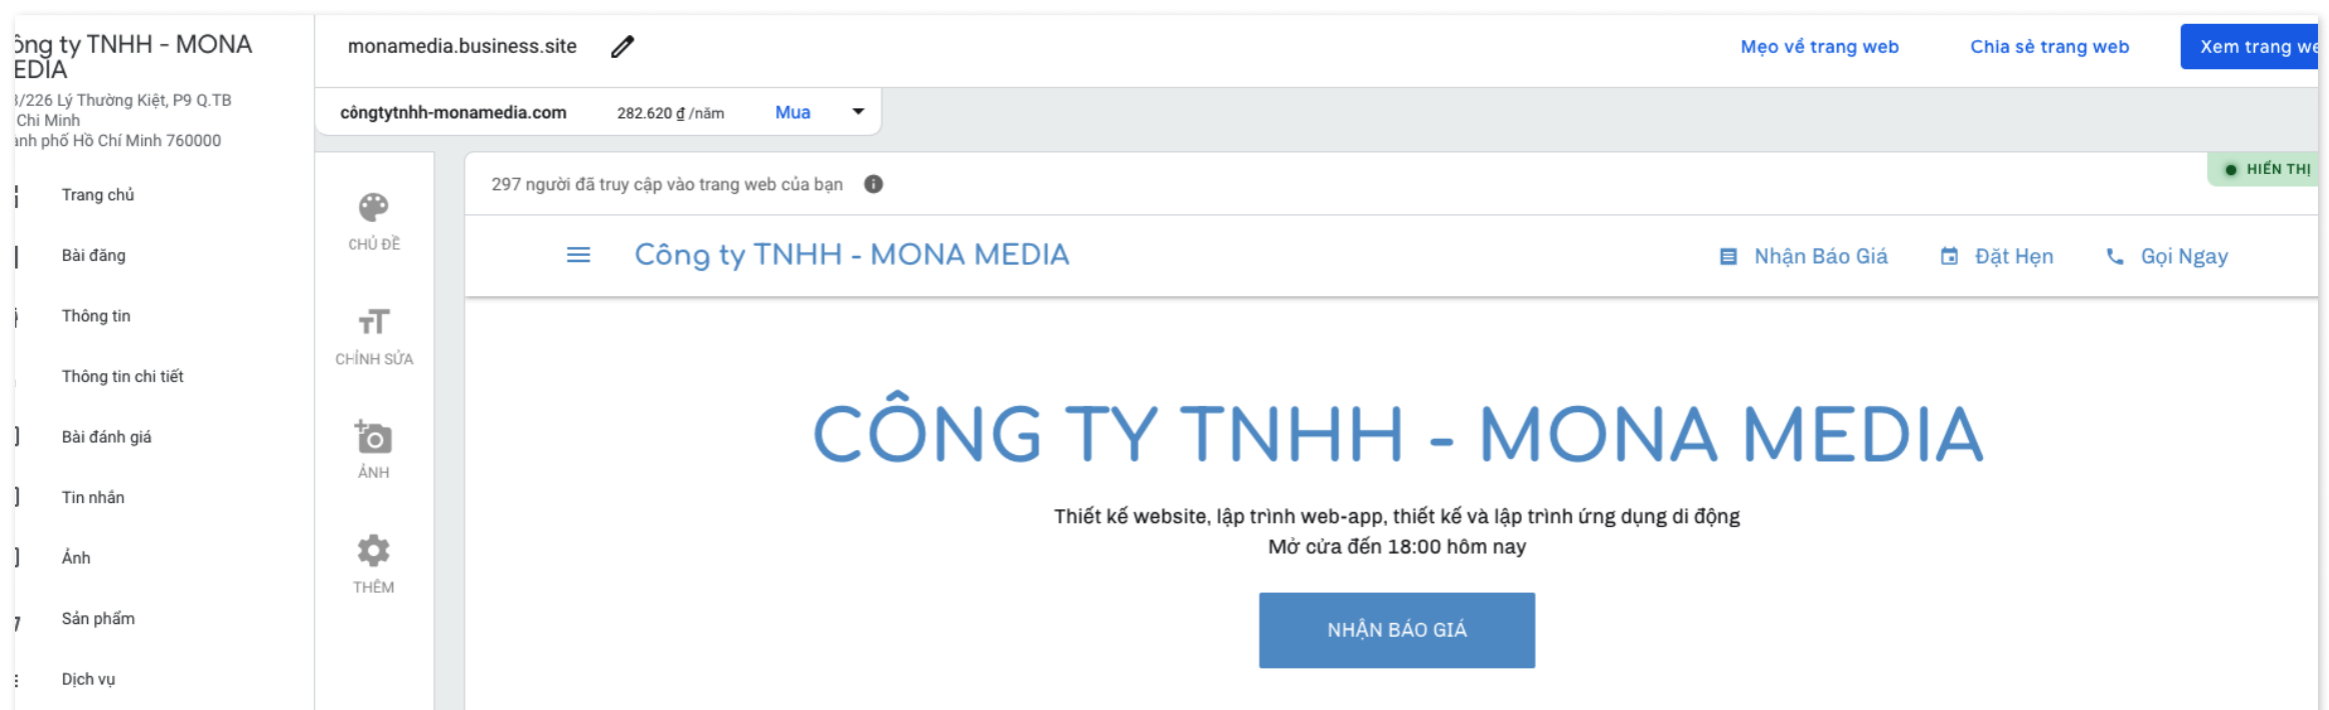 ông ty TNHH - MONA
EDIA
/226 Lý Thường Kiệt, P9 Q.TB
Chi Minh
ành phố Hồ Chí Minh 760000
Trang chủ
Bài đăng
Thông tin
Thông tin chi tiết
Bài đánh giá
Tin nhắn
Ảnh
Sản phẩm
Dịch vụ
monamedia.business.site
Mẹo về trang web
Chia sẻ trang web
Xem trang we
côngtytnhh-monamedia.com
282.620 ₫ /năm
Mua
CHỦ ĐỀ
CHỈNH SỬA
ẢNH
THÊM
297 người đã truy cập vào trang web của bạn
HIỂN THỊ
Công ty TNHH - MONA MEDIA
Nhận Báo Giá
Đặt Hẹn
Gọi Ngay
CÔNG TY TNHH - MONA MEDIA
Thiết kế website, lập trình web-app, thiết kế và lập trình ứng dụng di động
Mở cửa đến 18:00 hôm nay
NHẬN BÁO GIÁ